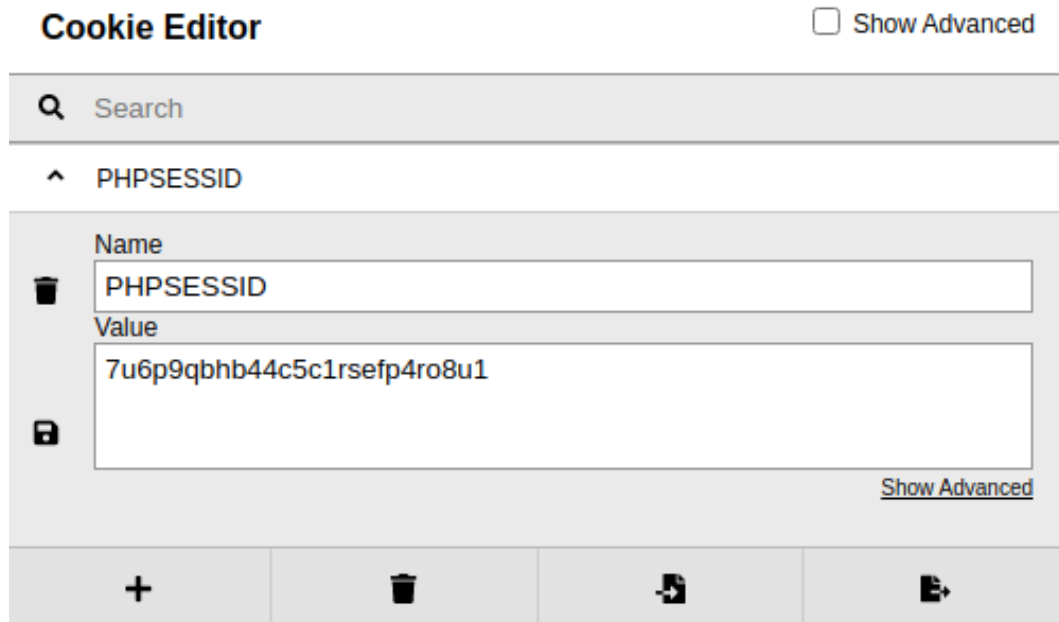 Cookie Editor
Show Advanced
Search
PHPSESSID
Name
PHPSESSID
Value
7u6p9qbhb44c5c1rsefp4ro8u1
Show Advanced